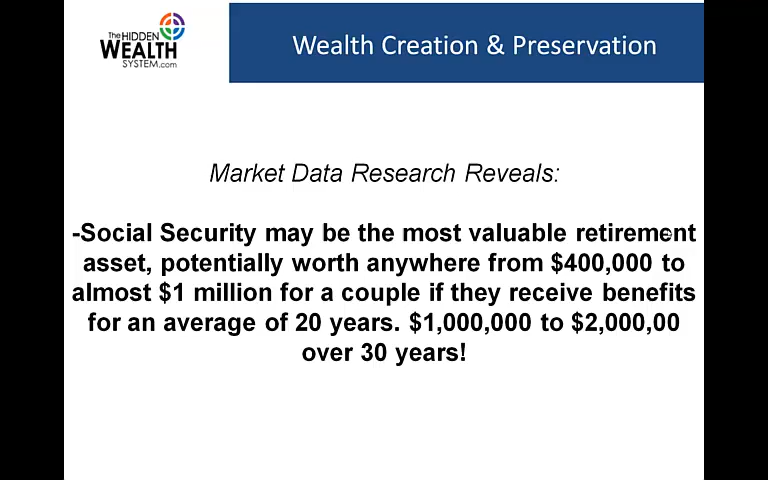 The HIDDEN
WEALTH
SYSTEM.com
Wealth Creation & Preservation
Market Data Research Reveals:
-Social Security may be the most valuable retirement
asset, potentially worth anywhere from $400,000 to
almost $1 million for a couple if they receive benefits
for an average of 20 years. $1,000,000 to $2,000,00
over 30 years!